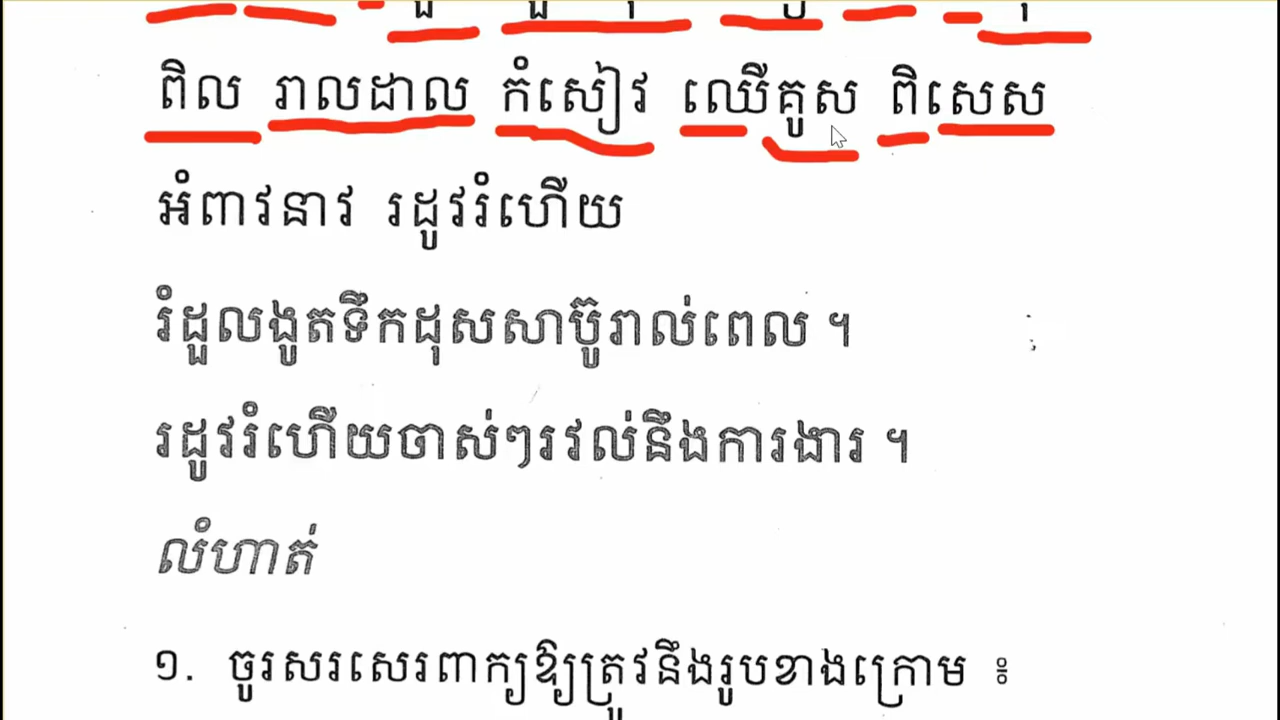 ពិល រាលដាល កំសៀវ ឈើគូស ពិសេស
អំពាវនាវ រដូវរំហើយ
រំដួលងូតទឹកដុសសាប៊ូរាល់ពេល ។
រដូវរំហើយចាស់ៗរវល់នឹងការងារ ។
លំហាត់
១. ចូរសរសេរពាក្យឱ្យត្រូវនឹងរូបខាងក្រោម ៖